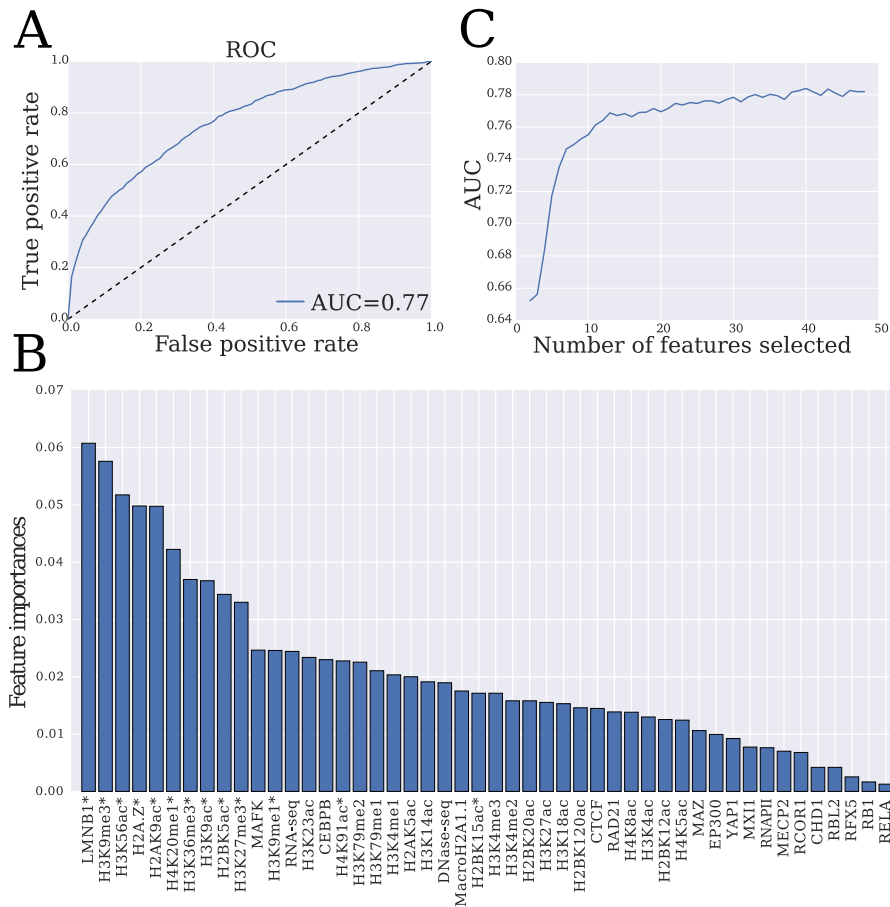 A
ROC
True positive rate
1.0
0.8
0.6
0.4
0.2
0.0
0.0 0.2 0.4 0.6 0.8 1.0
False positive rate
AUC=0.77
C
AUC
0.80
0.78
0.76
0.74
0.72
0.70
0.68
0.66
0.64
0 10 20 30 40 50
Number of features selected
B
Feature importances
0.07
0.06
0.05
0.04
0.03
0.02
0.01
0.00
LMNB1*
H3K9me3*
H3K56ac*
H2A.Z*
H2AK9ac*
H4K20me1*
H3K36me3*
H3K9ac*
H2BK5ac*
H3K27me3*
MAFK
H3K9me1*
RNA-seq
H3K23ac
CEBPB
H4K91ac*
H3K79me2
H3K79me1
H3K4me1
H2AK5ac
H3K14ac
DNase-seq
MacroH2A1.1
H2BK15ac*
H3K4me3
H3K4me2
H2BK20ac
H3K27ac
H3K18ac
H2BK120ac
CTCF
RAD21
H4K8ac
H3K4ac
H2BK12ac
H4K5ac
MAZ
EP300
YAP1
MXI1
RNAPII
MECP2
RCOR1
CHD1
RBL2
RFX5
RB1
RELA